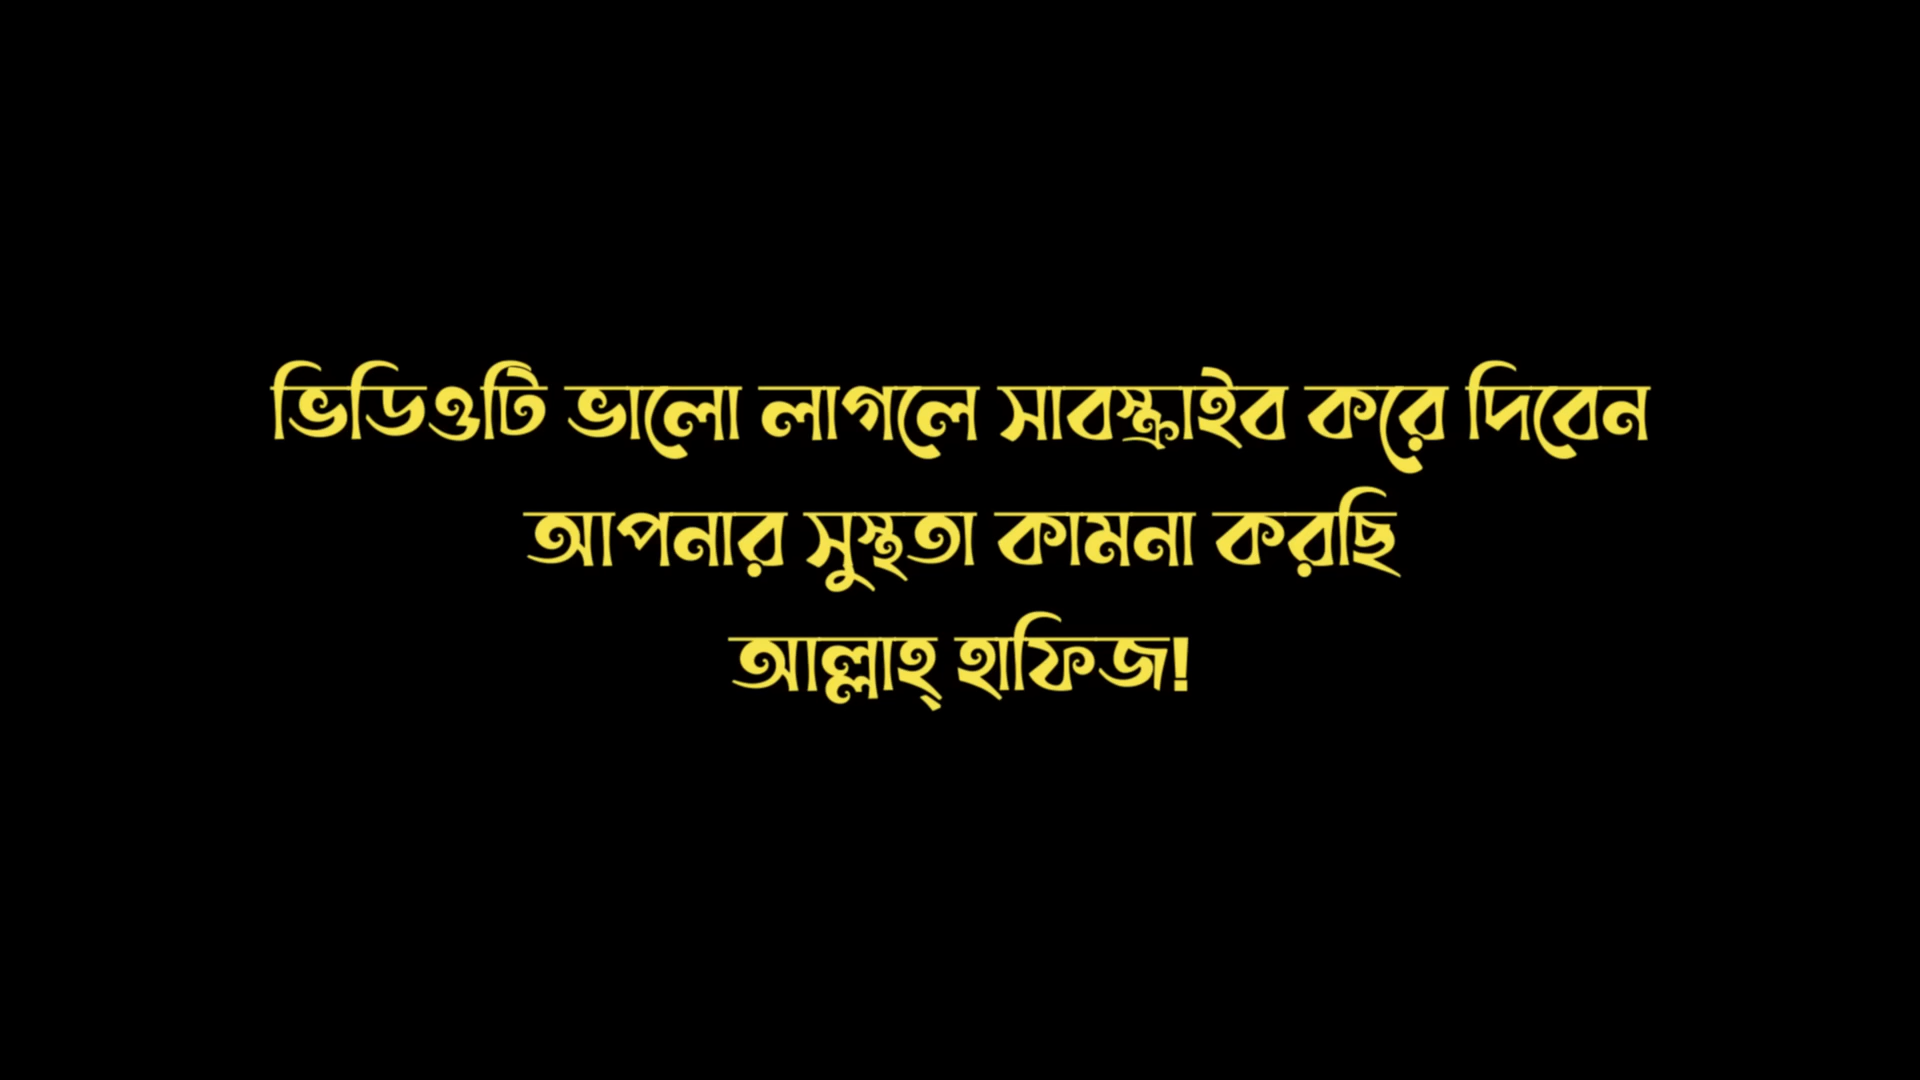 ভিডিওটি ভালো লাগলে সাবস্ক্রাইব করে দিবেন
আপনার সুস্থতা কামনা করছি
আল্লাহ্ হাফিজ!